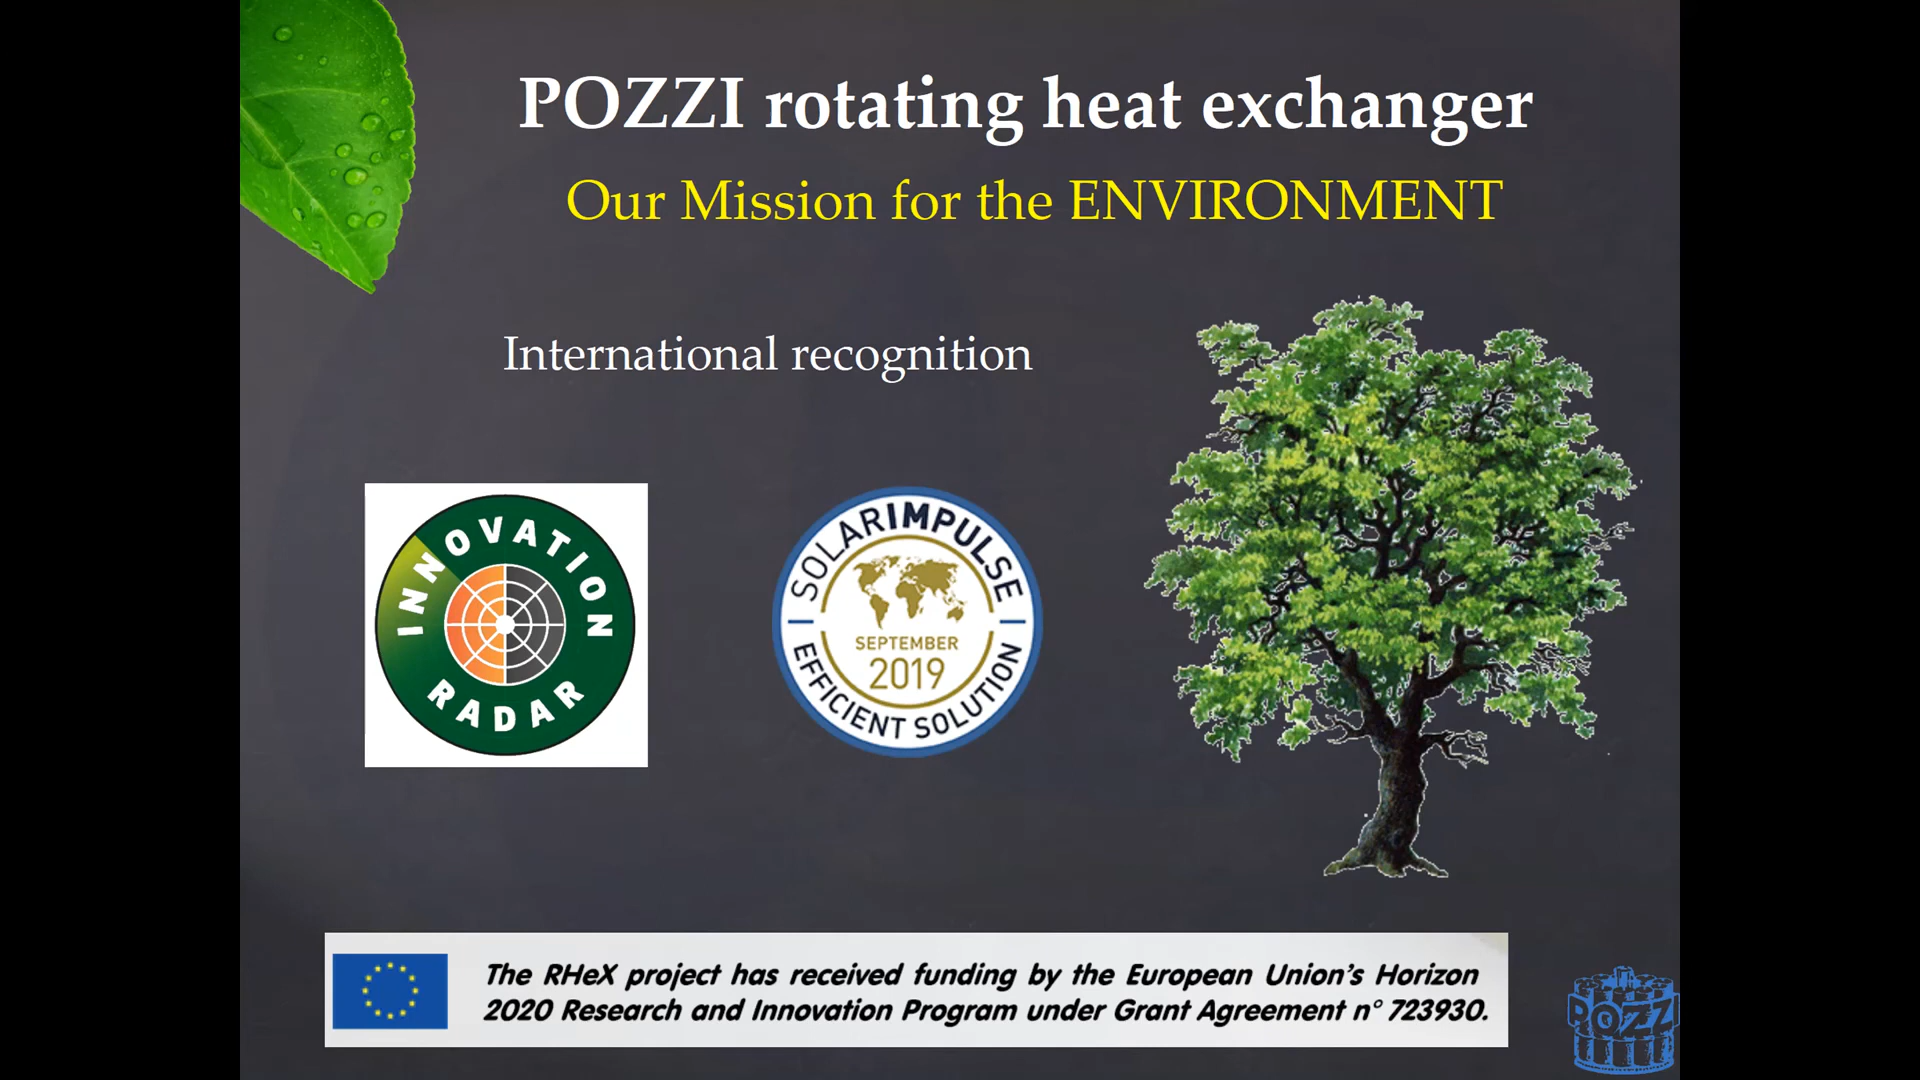 POZZI rotating heat exchanger
Our Mission for the ENVIRONMENT
International recognition
INNOVATION
RADAR
SOLARIMPULSE
SEPTEMBER
2019
EFFICIENT SOLUTION
The RHeX project has received funding by the European Union's Horizon
2020 Research and Innovation Program under Grant Agreement n° 723930.
POZZI